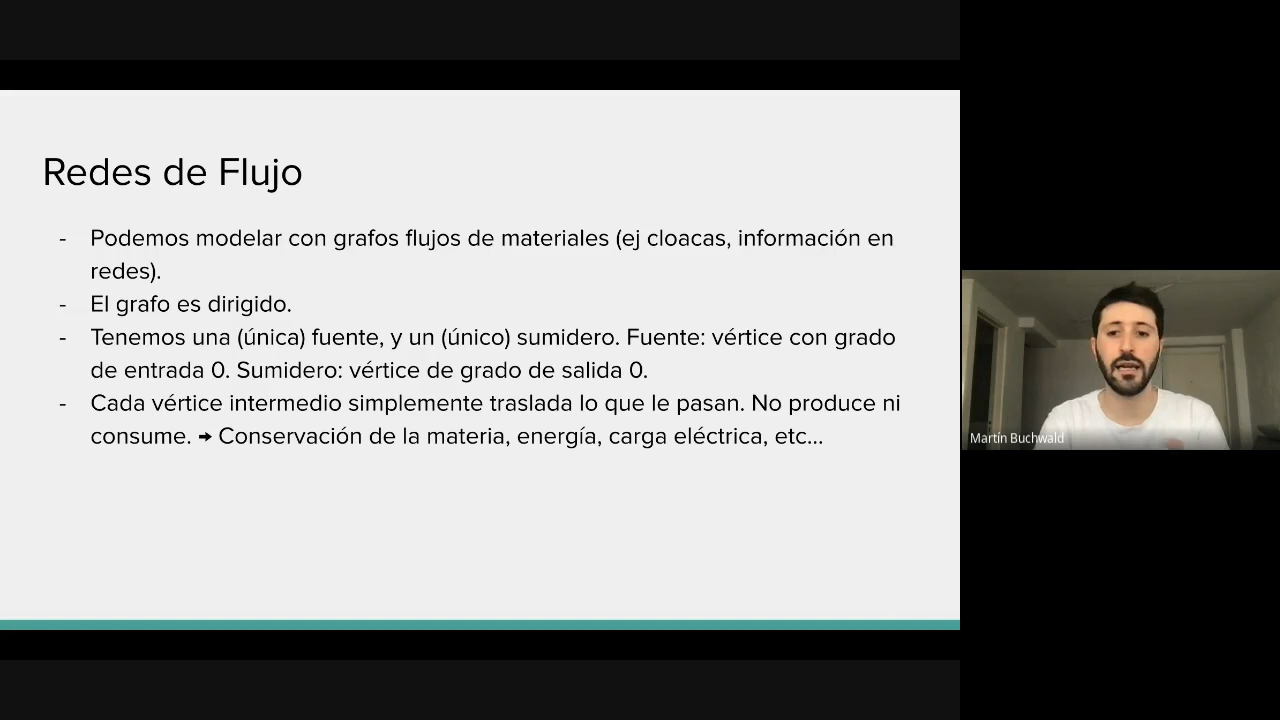 Redes de Flujo
- Podemos modelar con grafos flujos de materiales (ej cloacas, información en
redes).
- El grafo es dirigido.
- Tenemos una (única) fuente, y un (único) sumidero. Fuente: vértice con grado
de entrada 0. Sumidero: vértice de grado de salida 0.
- Cada vértice intermedio simplemente traslada lo que le pasan. No produce ni
consume. → Conservación de la materia, energía, carga eléctrica, etc...
Martín Buchwald